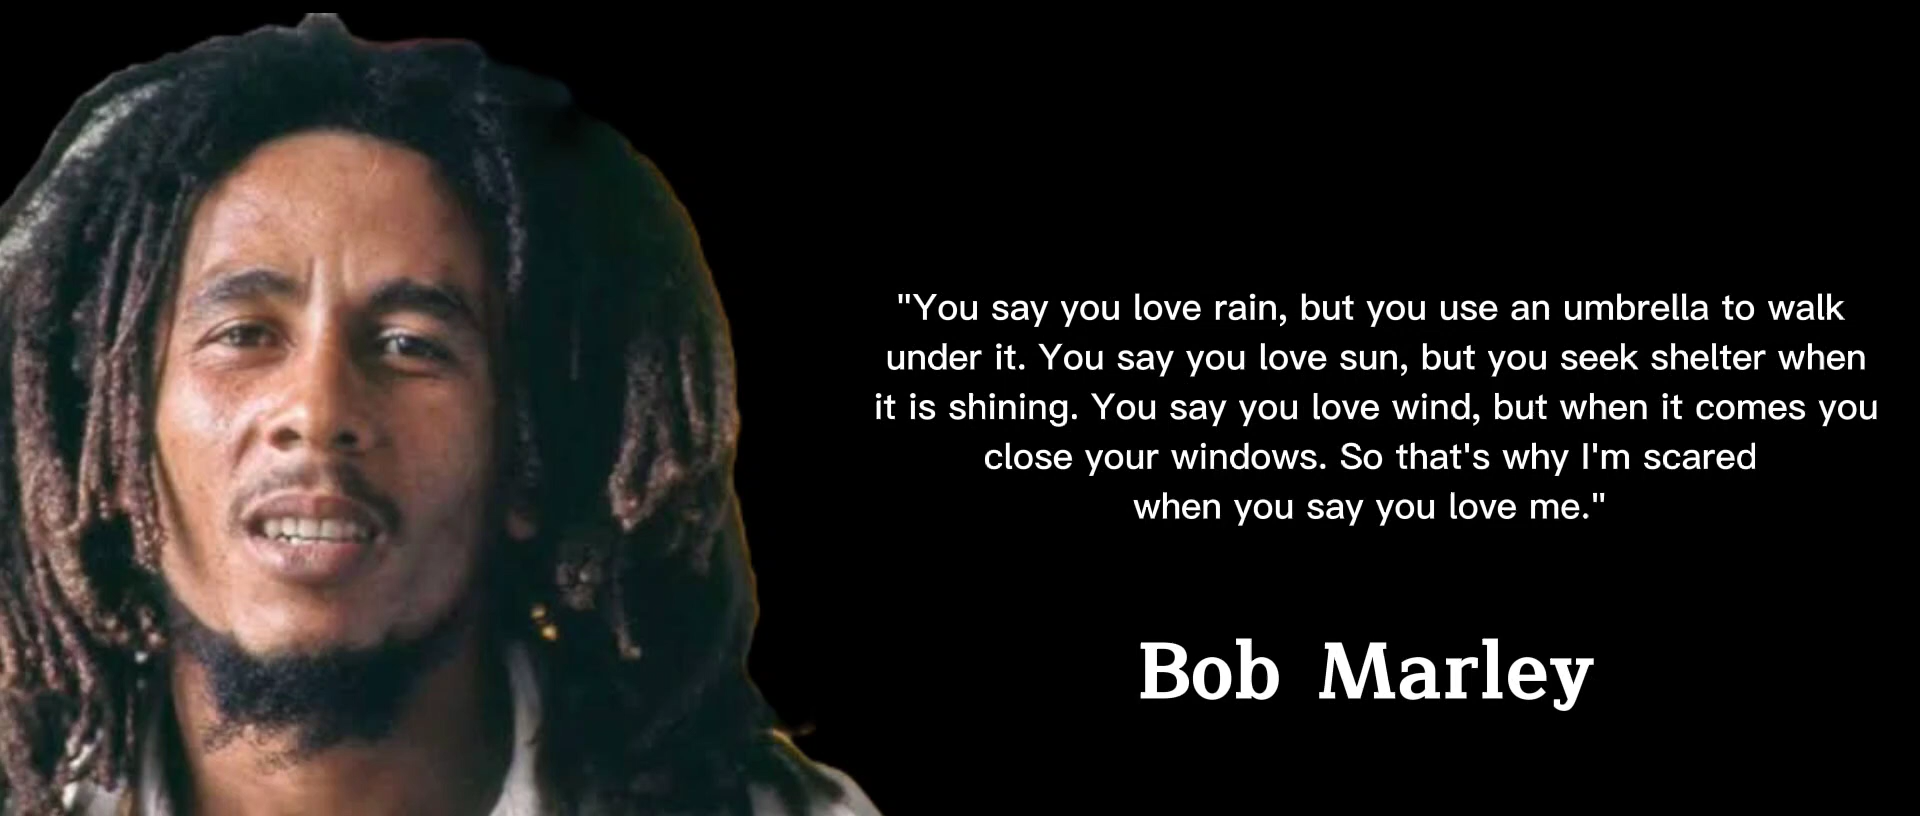 "You say you love rain, but you use an umbrella to walk
under it. You say you love sun, but you seek shelter when
it is shining. You say you love wind, but when it comes you
close your windows. So that's why I'm scared
when you say you love me."
Bob Marley